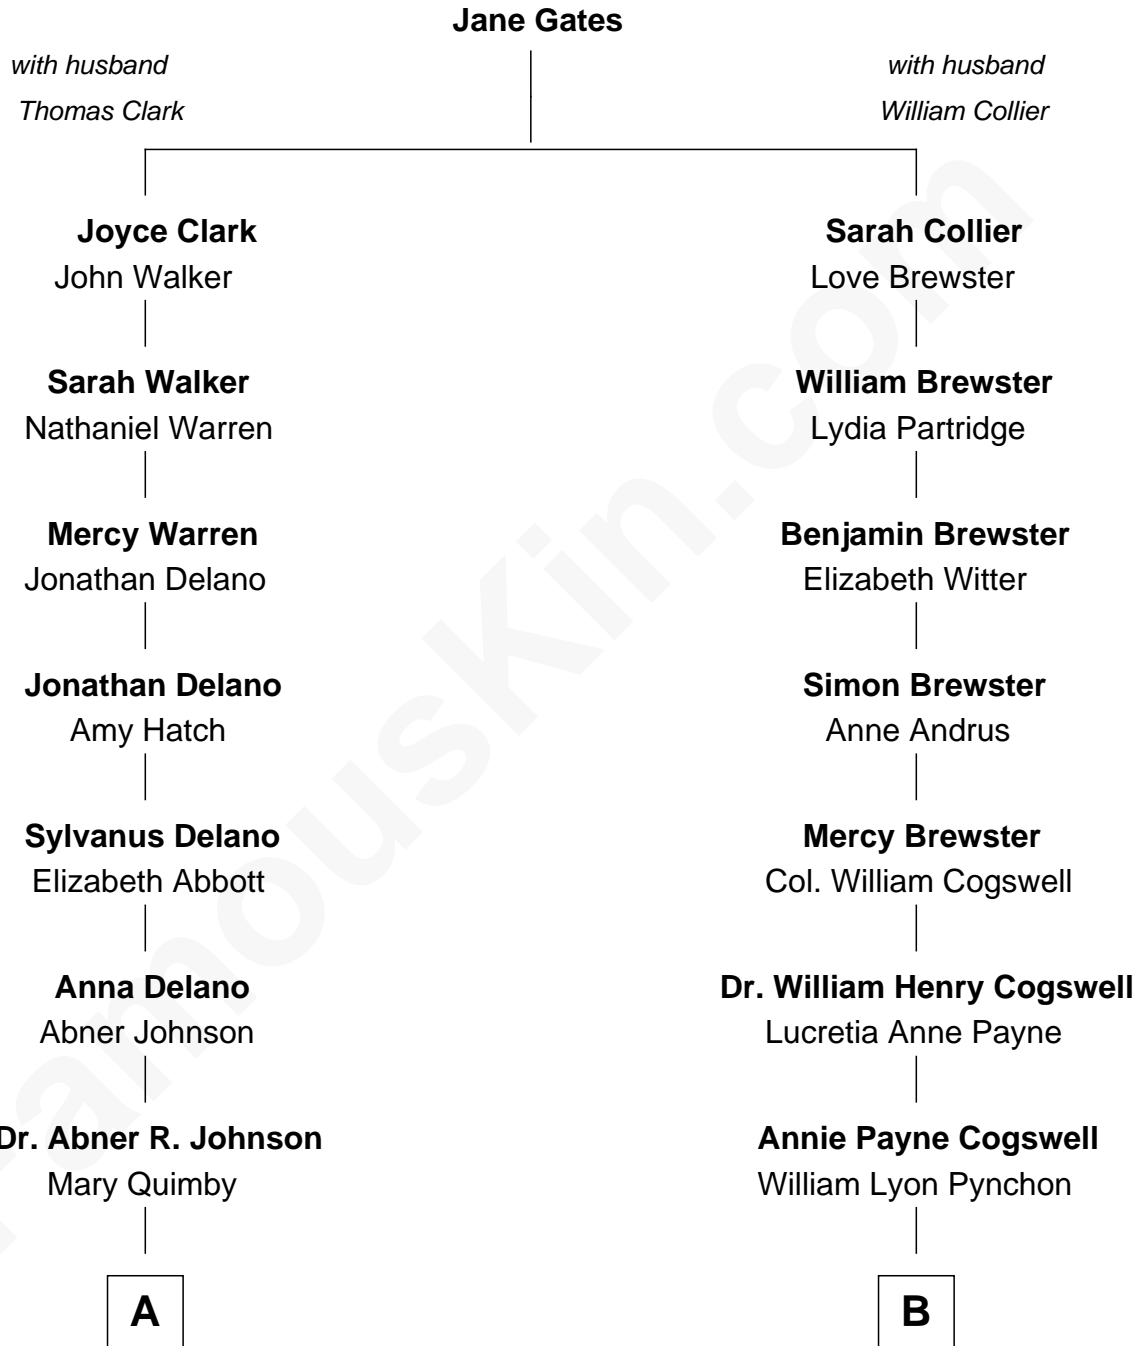 Jane Gates
with husband
Thomas Clark
with husband
William Collier
Joyce Clark
John Walker
Sarah Walker
Nathaniel Warren
Mercy Warren
Jonathan Delano
Jonathan Delano
Amy Hatch
Sylvanus Delano
Elizabeth Abbott
Anna Delano
Abner Johnson
Dr. Abner R. Johnson
Mary Quimby
A
Sarah Collier
Love Brewster
William Brewster
Lydia Partridge
Benjamin Brewster
Elizabeth Witter
Simon Brewster
Anne Andrus
Mercy Brewster
Col. William Cogswell
Dr. William Henry Cogswell
Lucretia Anne Payne
Annie Payne Cogswell
William Lyon Pynchon
B
FamousKin.com